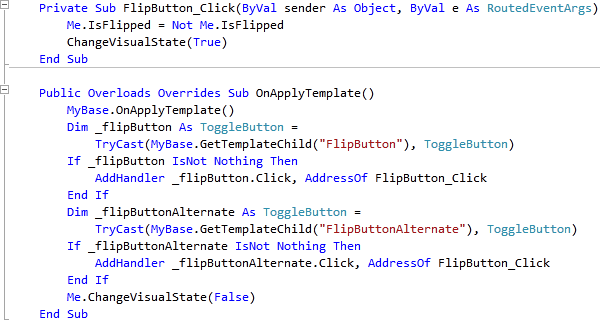 Private Sub FlipButton_Click(ByVal sender As Object, ByVal e As RoutedEventArgs)
    Me.IsFlipped = Not Me.IsFlipped
    ChangeVisualState(True)
End Sub

Public Overloads Overrides Sub OnApplyTemplate()
    MyBase.OnApplyTemplate()
    Dim _flipButton As ToggleButton =
        TryCast(MyBase.GetTemplateChild("FlipButton"), ToggleButton)
    If _flipButton IsNot Nothing Then
        AddHandler _flipButton.Click, AddressOf FlipButton_Click
    End If
    Dim _flipButtonAlternate As ToggleButton =
        TryCast(MyBase.GetTemplateChild("FlipButtonAlternate"), ToggleButton)
    If _flipButtonAlternate IsNot Nothing Then
        AddHandler _flipButtonAlternate.Click, AddressOf FlipButton_Click
    End If
    Me.ChangeVisualState(False)
End Sub